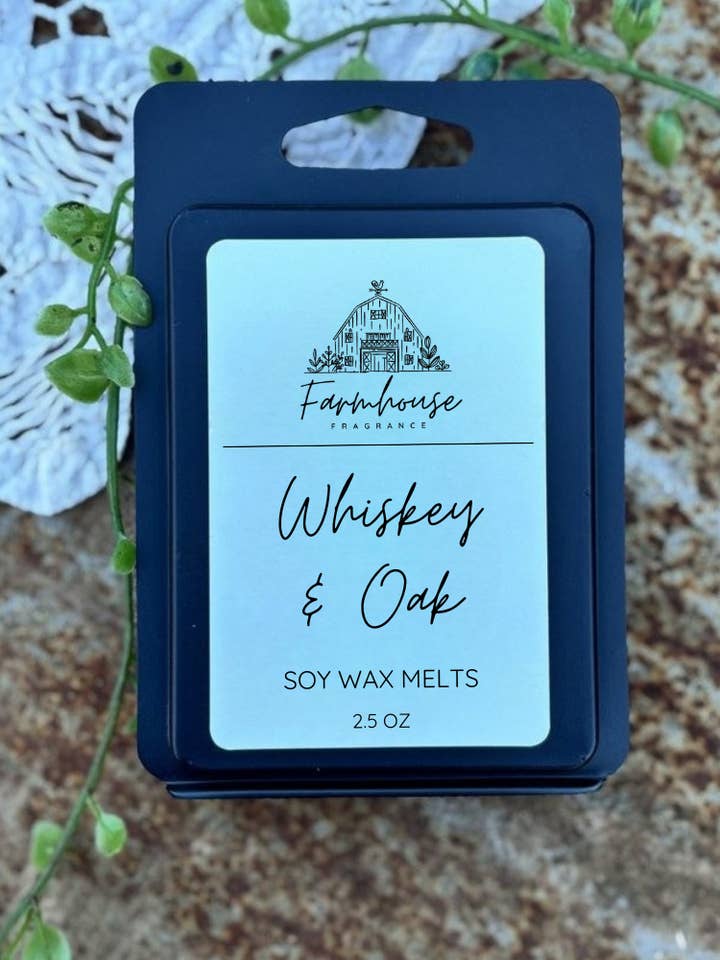 Farmhouse
FRAGRANCE
Whiskey
& Oak
SOY WAX MELTS
2.5 OZ